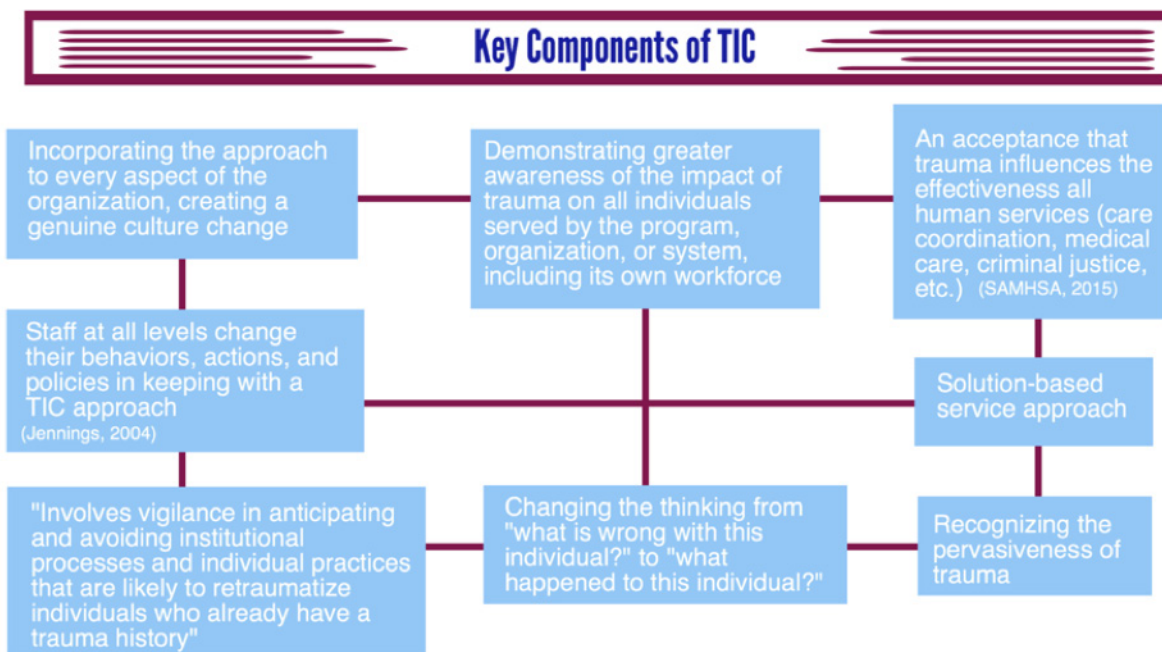 Key Components of TIC
Incorporating the approach
to every aspect of the
organization, creating a
genuine culture change
Demonstrating greater
awareness of the impact of
trauma on all individuals
served by the program,
organization, or system,
including its own workforce
An acceptance that
trauma influences the
effectiveness all
human services (care
coordination, medical
care, criminal justice,
etc.) (SAMHSA, 2015)
Staff at all levels change
their behaviors, actions, and
policies in keeping with a
TIC approach
(Jennings, 2004)
Solution-based
service approach
"Involves vigilance in anticipating
and avoiding institutional
processes and individual practices
that are likely to retraumatize
individuals who already have a
trauma history"
Changing the thinking from
"what is wrong with this
individual?" to "what
happened to this individual?"
Recognizing the
pervasiveness of
trauma